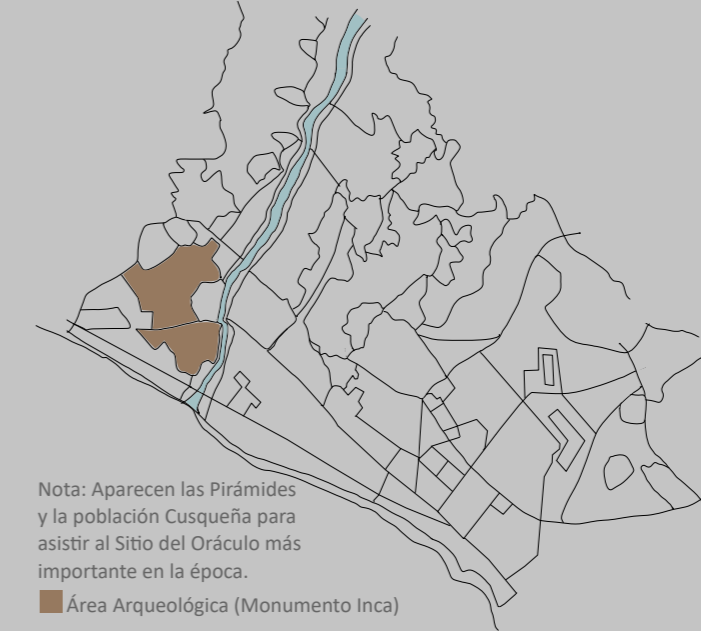 Nota: Aparecen las Pirámides
y la población Cusqueña para
asistir al Sitio del Oráculo más
importante en la época.
Área Arqueológica (Monumento Inca)